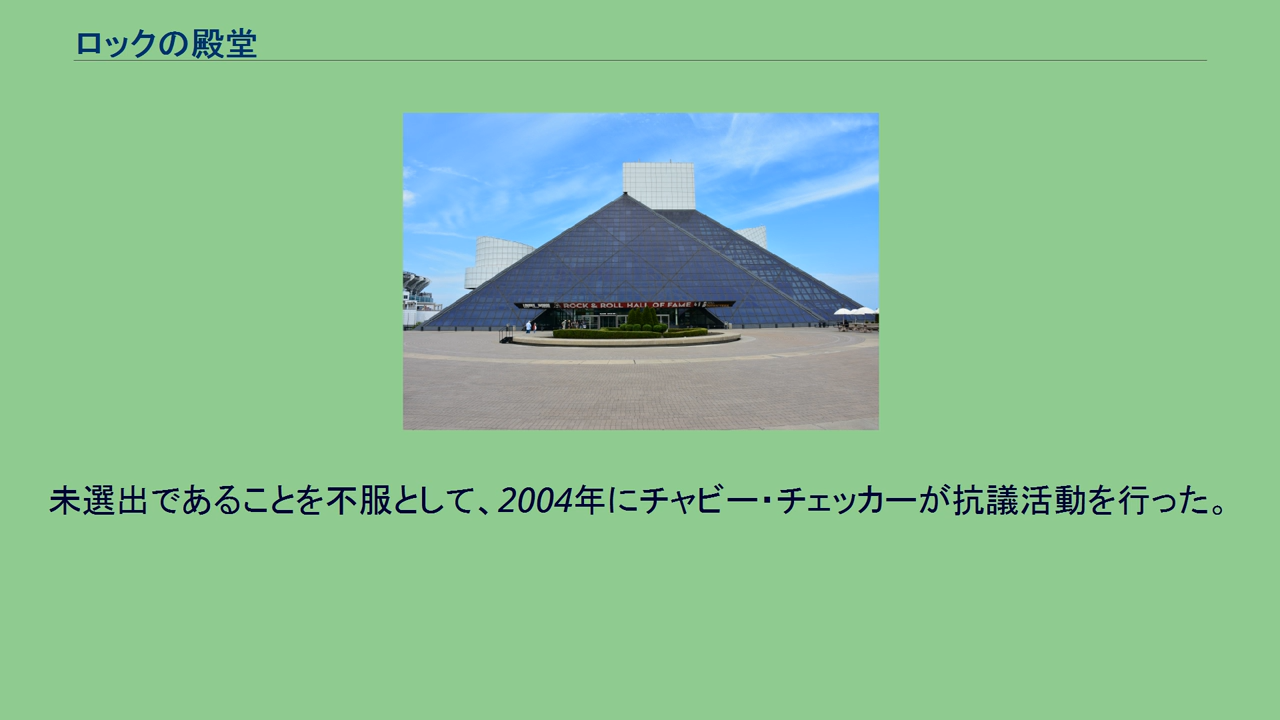 ロックの殿堂
ROCK & ROLL HALL OF FAME
未選出であることを不服として、2004年にチャビー・チェッカーが抗議活動を行った。